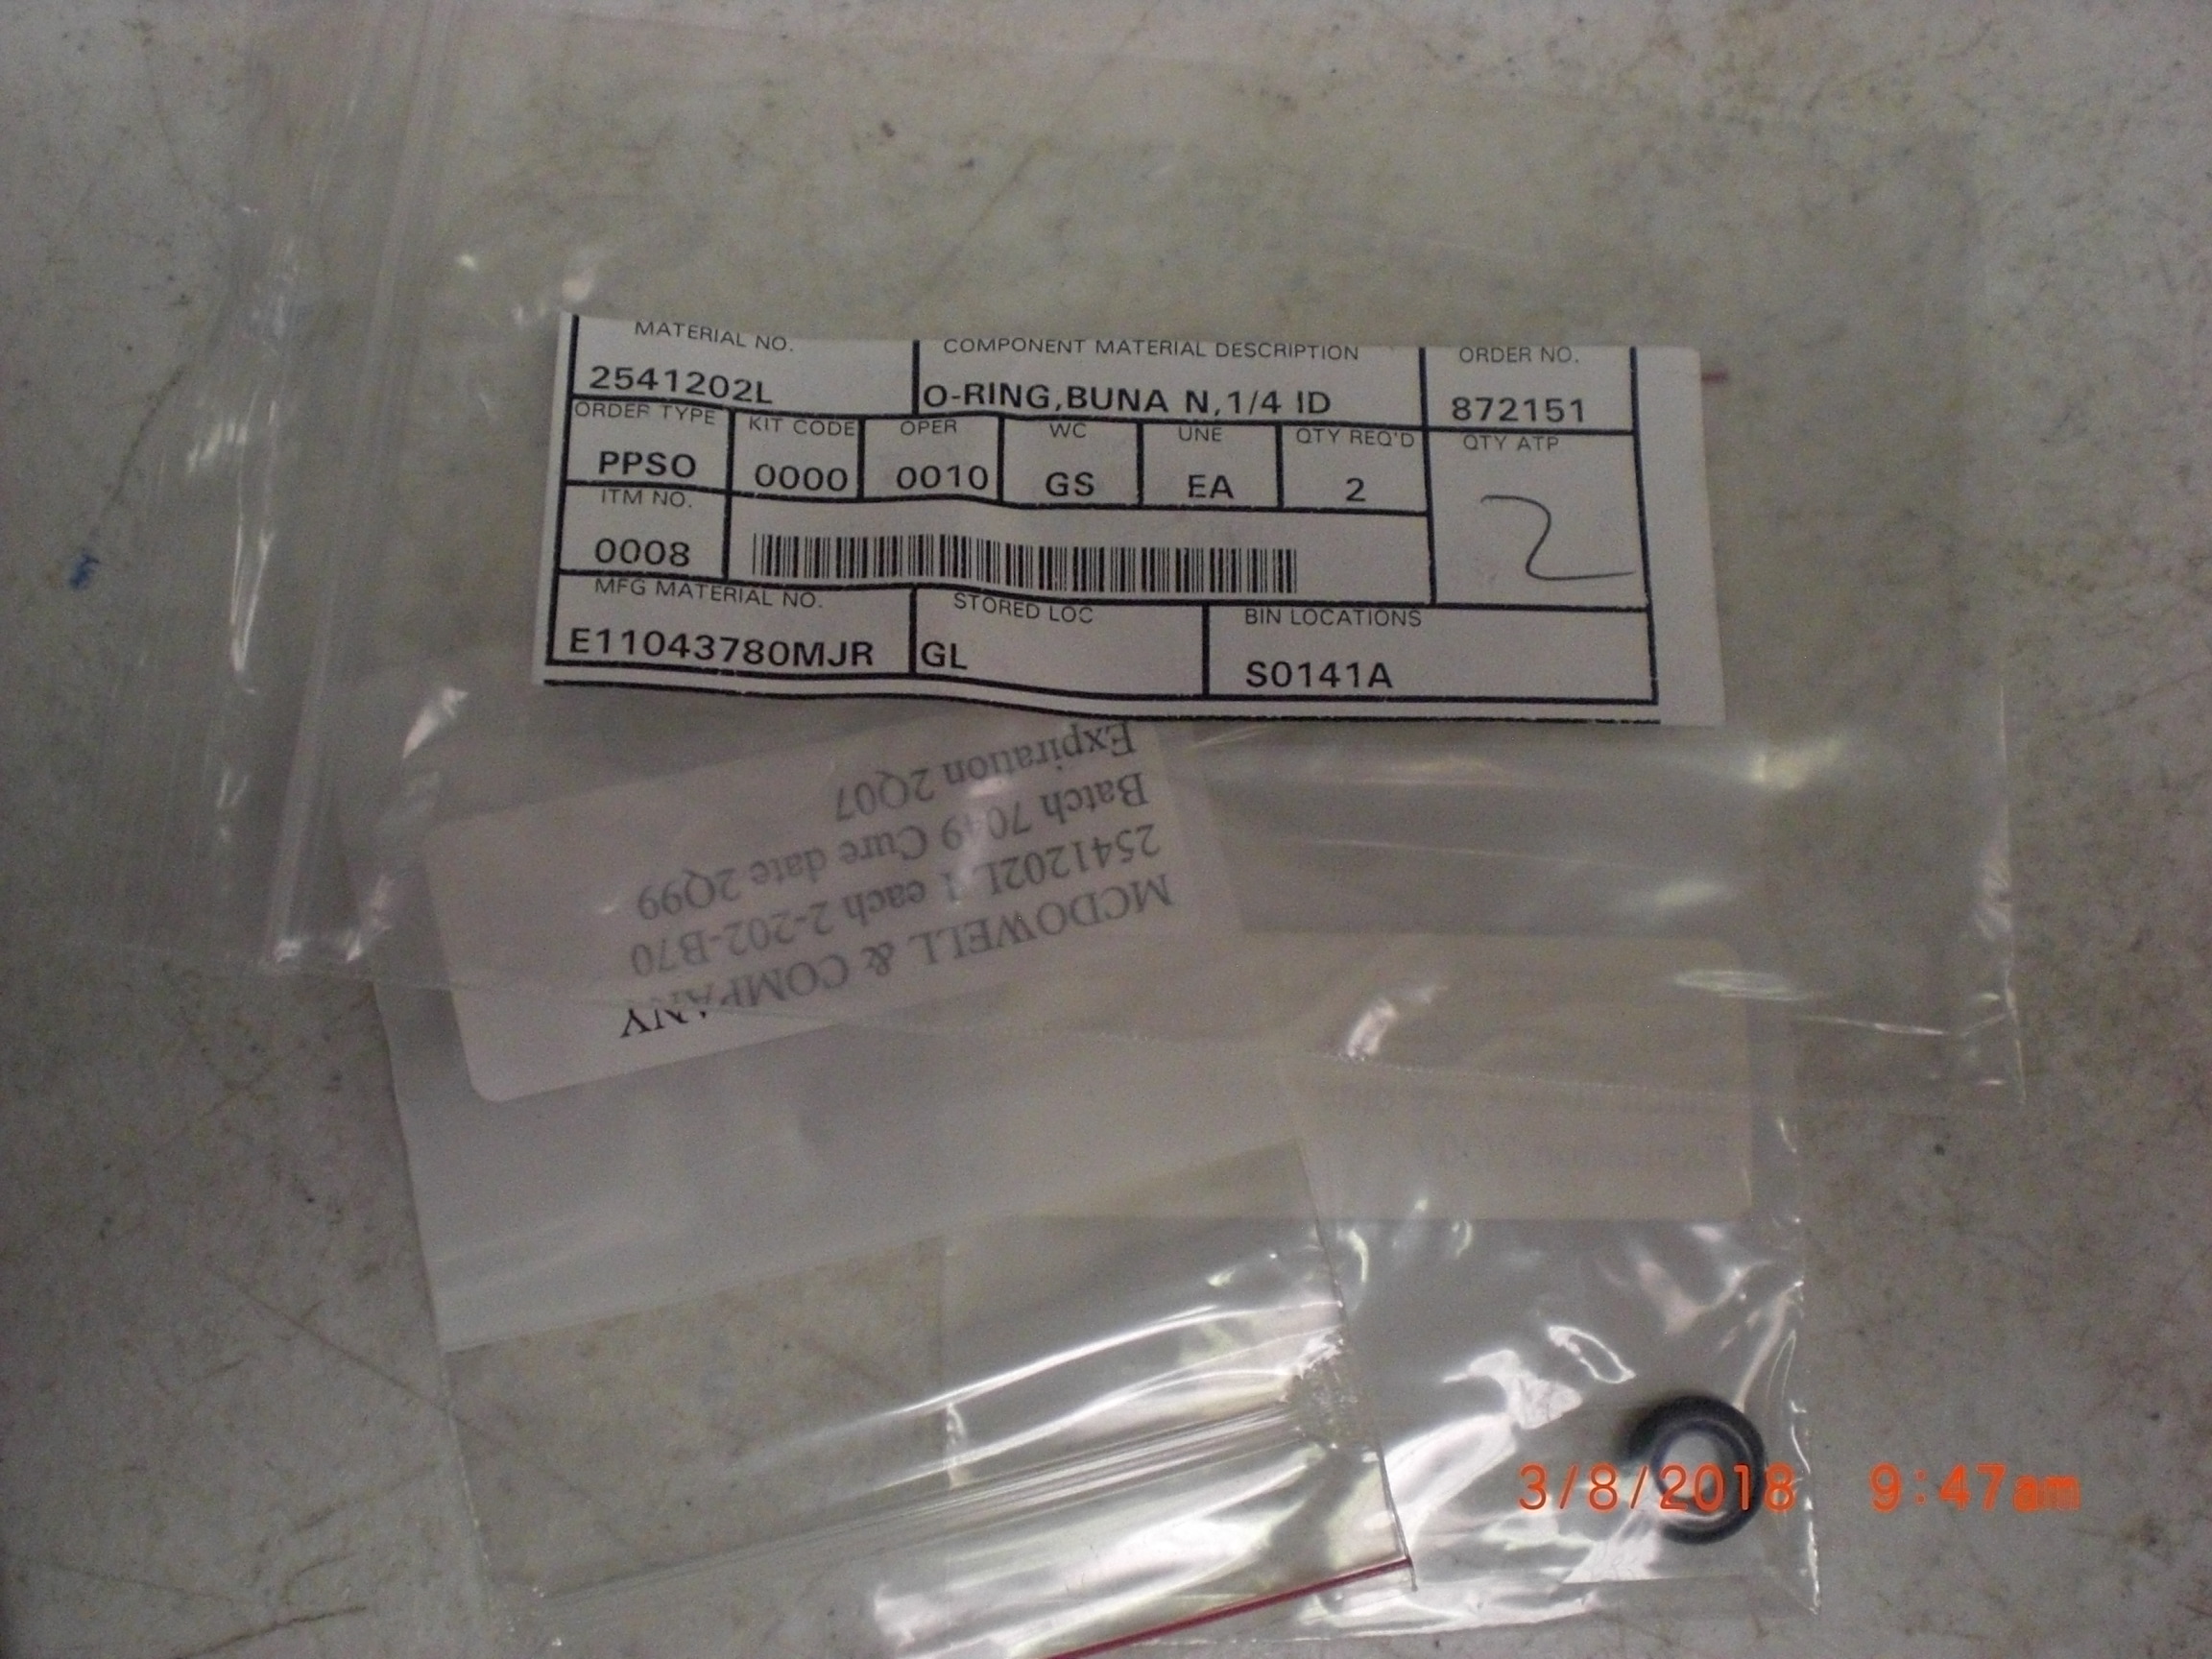 MATERIAL NO. COMPONENT MATERIAL DESCRIPTION ORDER NO.
2541202L O-RING,BUNA N,1/4 ID 872151
ORDER TYPE KIT CODE OPER WC UNE QTY REQ'D QTY ATP
PPSO 0000 0010 GS EA 2 2
ITM NO.
0008
MFG MATERIAL NO. STORED LOC BIN LOCATIONS
E11043780MJR GL S0141A
MCDOWELL & COMPANY
2541202L 1 each 2-202-B70
Batch Cure date 2Q99
Expiration 2Q07
3/8/2018 9:47am